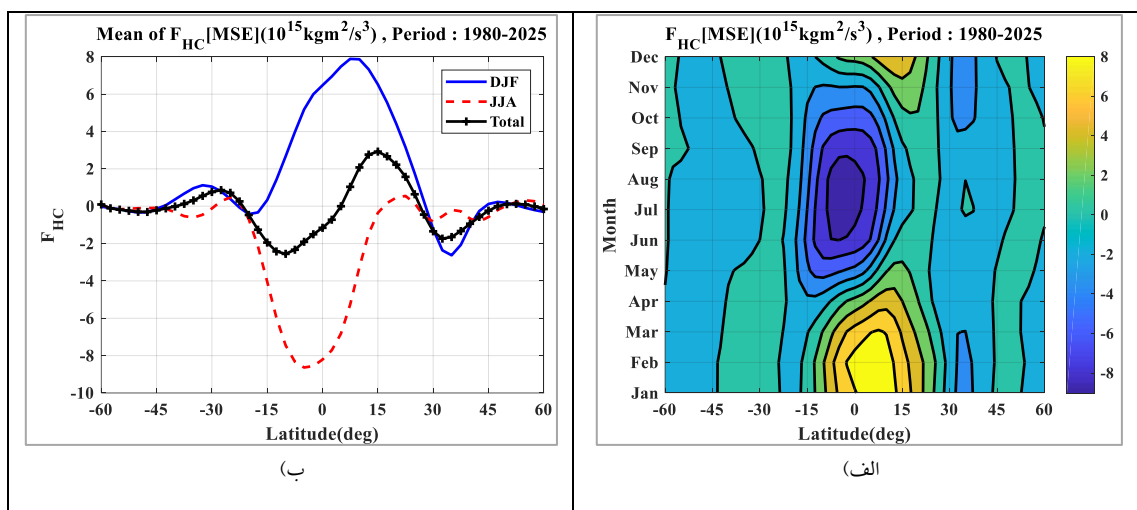 Mean of F_HC[MSE](10^15kgm^2/s^3) , Period : 1980-2025
8
6
4
2
0
-2
-4
-6
-8
-10
F_HC
DJF
JJA
Total
-60 -45 -30 -15 0 15 30 45 60
Latitude(deg)
ب)
F_HC[MSE](10^15kgm^2/s^3) , Period : 1980-2025
Dec
Nov
Oct
Sep
Aug
Jul
Jun
May
Apr
Mar
Feb
Jan
Month
-60 -45 -30 -15 0 15 30 45 60
Latitude(deg)
8
6
4
2
0
-2
-4
-6
-8
الف)